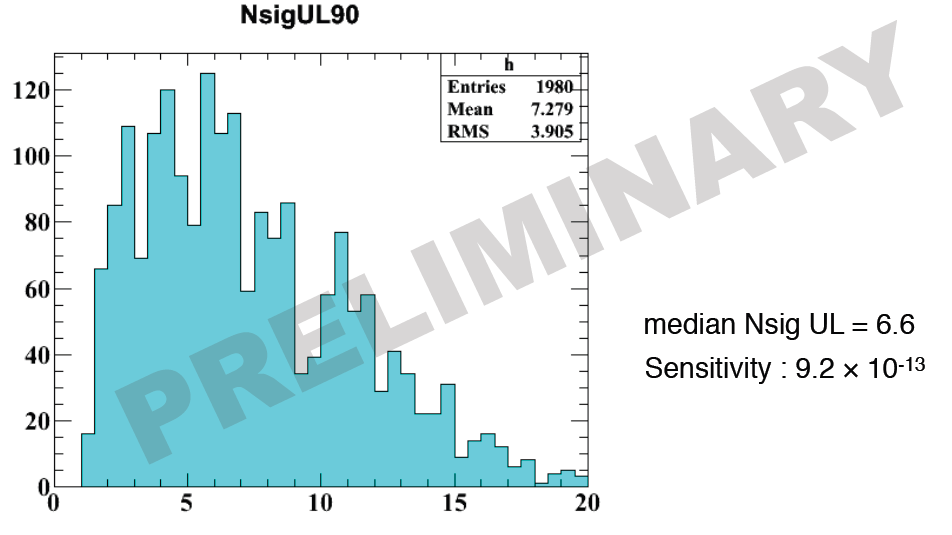 NsigUL90
h
Entries 1980
Mean 7.279
RMS 3.905
120
100
80
60
40
20
0
0 5 10 15 20
PRELIMINARY
median Nsig UL = 6.6
Sensitivity : 9.2 × 10⁻¹³